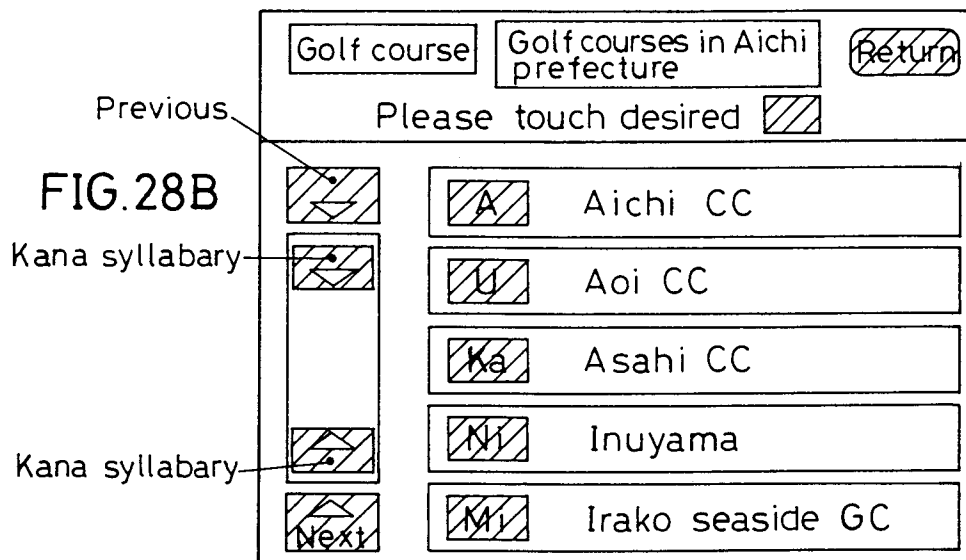 Golf course
Golf courses in Aichi
prefecture
Return
Please touch desired
Previous
FIG.28B
Kana syllabary
Kana syllabary
Next
A Aichi CC
U Aoi CC
Ka Asahi CC
Ni Inuyama
Mi Irako seaside GC